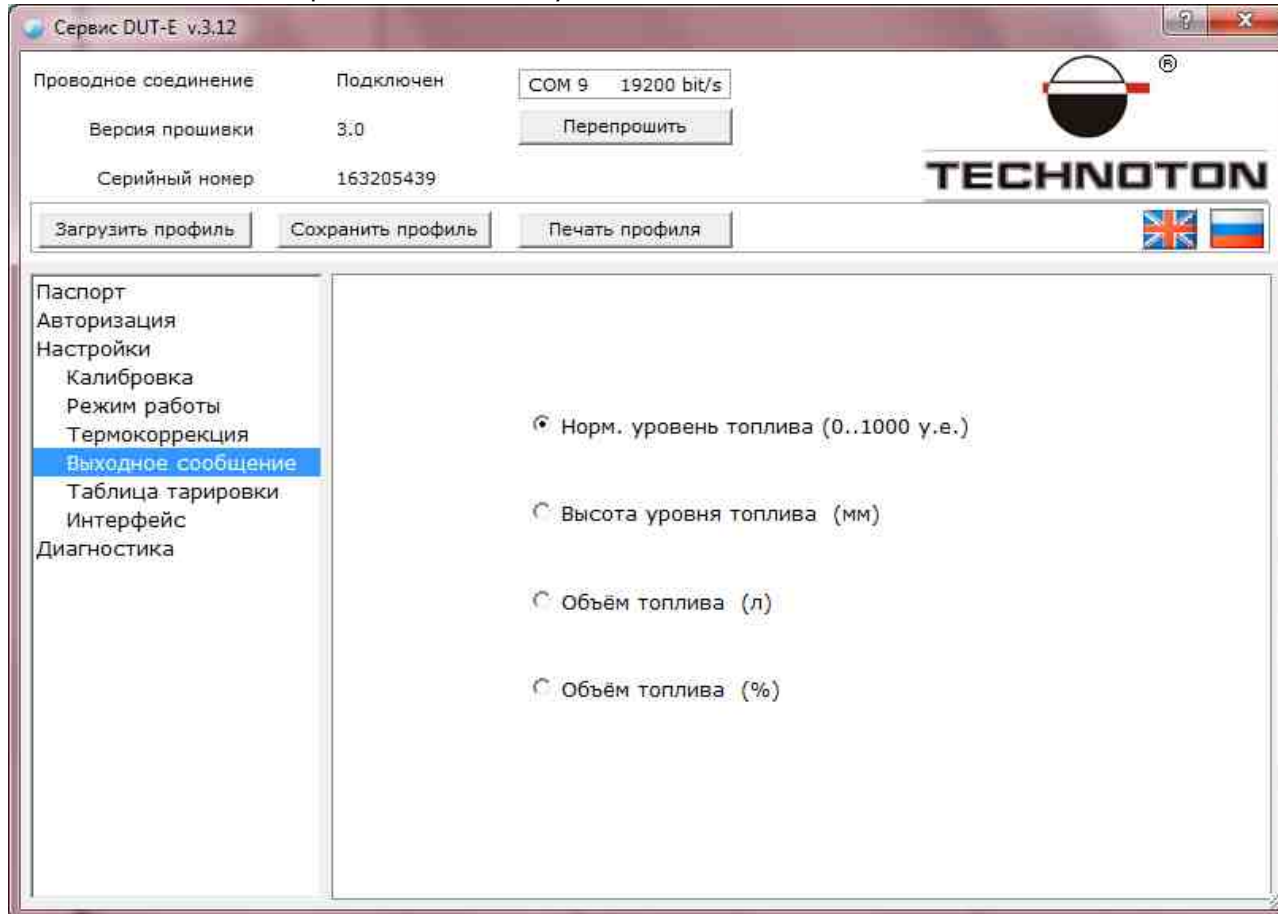 Сервис DUT-E v.3.12
Проводное соединение Подключен COM 9 19200 bit/s
Версия прошивки 3.0 Перепрошить
Серийный номер 163205439
®
TECHNOTON
Загрузить профиль Сохранить профиль Печать профиля
Паспорт
Авторизация
Настройки
Калибровка
Режим работы
Термокоррекция
Выходное сообщение
Таблица тарировки
Интерфейс
Диагностика
Норм. уровень топлива (0..1000 у.е.)
Высота уровня топлива (мм)
Объём топлива (л)
Объём топлива (%)